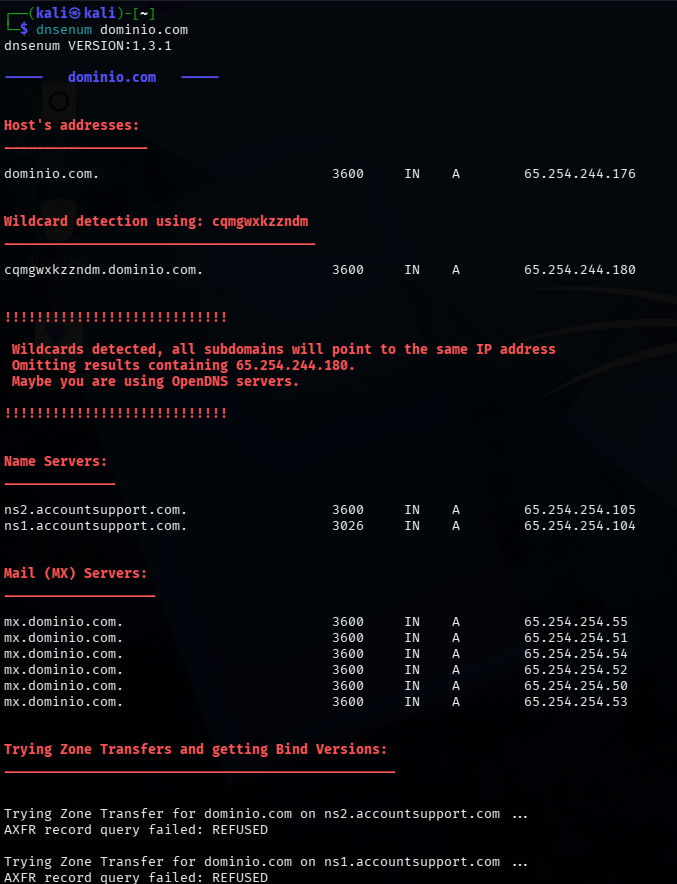 ┌──(kali㉿kali)-[~]
└─$ dnsenum dominio.com
dnsenum VERSION:1.3.1
-----   dominio.com   -----
Host's addresses:
__________________
dominio.com.                             3600     IN    A        65.254.244.176
Wildcard detection using: cqmgwxkzzndm
_______________________________________
cqmgwxkzzndm.dominio.com.                3600     IN    A        65.254.244.180
!!!!!!!!!!!!!!!!!!!!!!!!!!!!
Wildcards detected, all subdomains will point to the same IP address
Omitting results containing 65.254.244.180.
Maybe you are using OpenDNS servers.
!!!!!!!!!!!!!!!!!!!!!!!!!!!!
Name Servers:
______________
ns2.accountsupport.com.                  3600     IN    A        65.254.254.105
ns1.accountsupport.com.                  3026     IN    A        65.254.254.104
Mail (MX) Servers:
___________________
mx.dominio.com.                          3600     IN    A        65.254.254.55
mx.dominio.com.                          3600     IN    A        65.254.254.51
mx.dominio.com.                          3600     IN    A        65.254.254.54
mx.dominio.com.                          3600     IN    A        65.254.254.52
mx.dominio.com.                          3600     IN    A        65.254.254.50
mx.dominio.com.                          3600     IN    A        65.254.254.53
Trying Zone Transfers and getting Bind Versions:
_________________________________________________
Trying Zone Transfer for dominio.com on ns2.accountsupport.com ...
AXFR record query failed: REFUSED
Trying Zone Transfer for dominio.com on ns1.accountsupport.com ...
AXFR record query failed: REFUSED